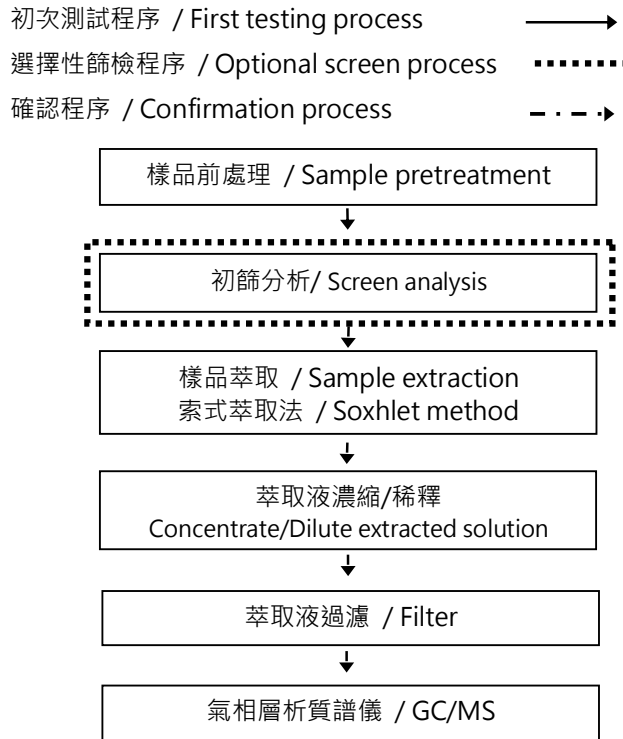 初次測試程序 / First testing process
選擇性篩檢程序 / Optional screen process
確認程序 / Confirmation process
樣品前處理 / Sample pretreatment
初篩分析/ Screen analysis
樣品萃取 / Sample extraction
索式萃取法 / Soxhlet method
萃取液濃縮/稀釋
Concentrate/Dilute extracted solution
萃取液過濾 / Filter
氣相層析質譜儀 / GC/MS